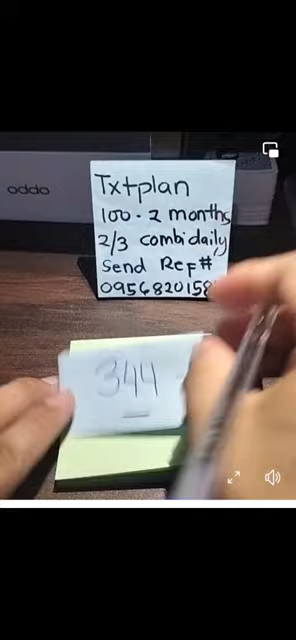 oddo
Txtplan
100 - 2 months
2/3 combi daily
Send Ref#
0956820158
344